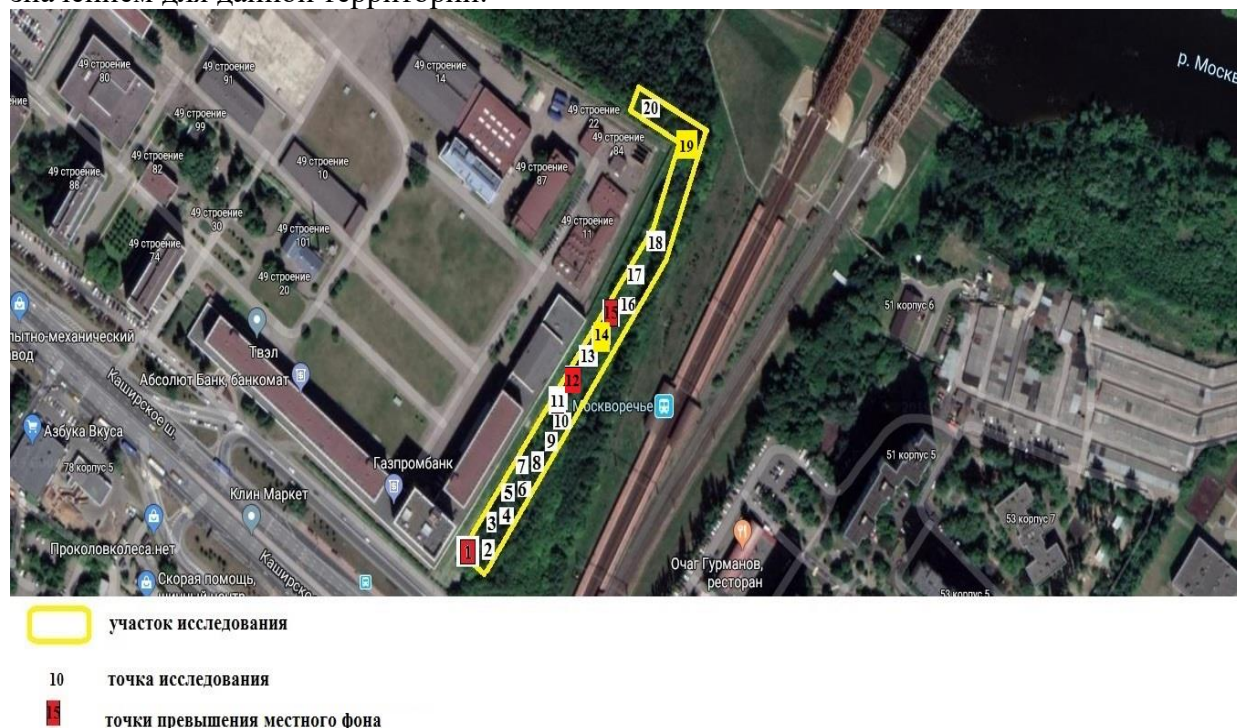 значением для данной территории.
49 строение 80
49 строение 91
49 строение 14
49 строение 99
49 строение 22
49 строение 84
49 строение 88
49 строение 82
49 строение 10
49 строение 87
49 строение 30
49 строение 101
49 строение 11
49 строение 74
49 строение 20
р. Москв
20
19
18
17
16
15
14
13
12
11
10
9
8
7
6
5
4
3
2
1
51 корпус 6
пытно-механический
вод
Твэл
Абсолют Банк, банкомат
Каширское ш.
Москворечье
Азбука Вкуса
78 корпус 5
Газпромбанк
Клин Маркет
51 корпус 5
53 корпус 7
Проколовколеса.нет
Скорая помощь,
Очаг Гурманов,
ресторан
53 корпус 5
участок исследования
10 точка исследования
15 точки превышения местного фона